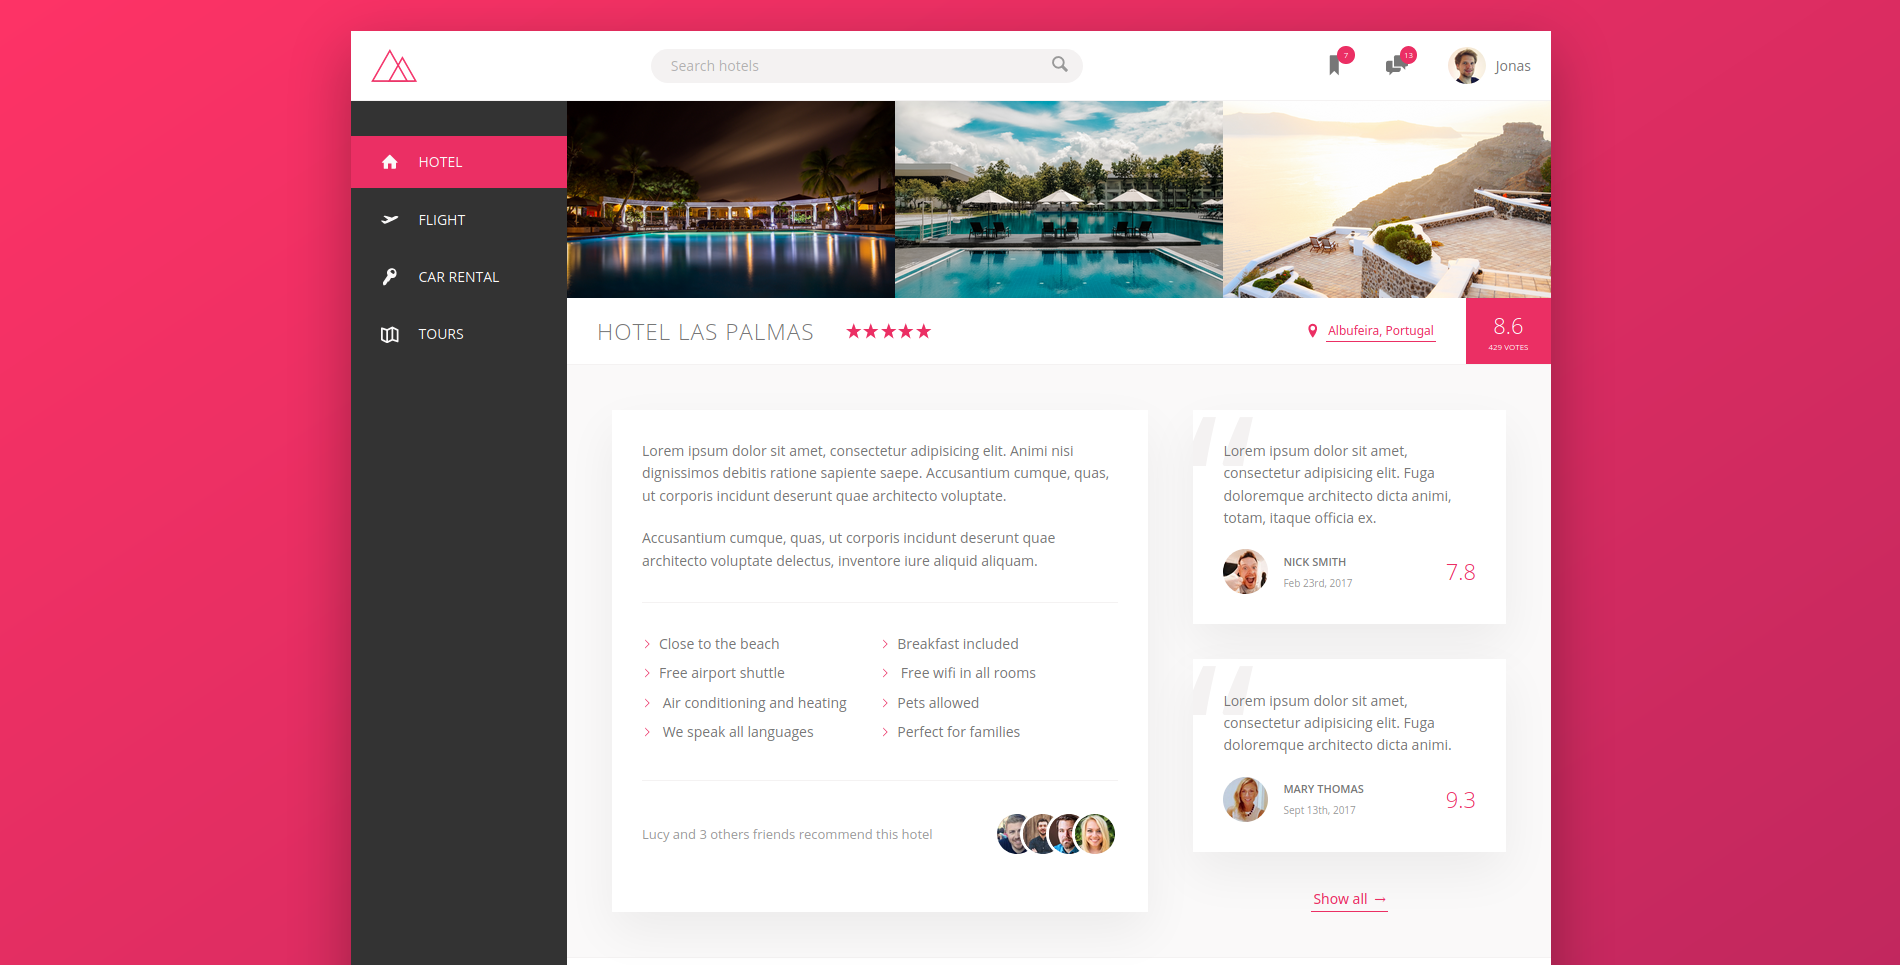 Search hotels
7
13
Jonas
HOTEL
FLIGHT
CAR RENTAL
TOURS
HOTEL LAS PALMAS
Albufeira, Portugal
8.6
429 VOTES
Lorem ipsum dolor sit amet, consectetur adipisicing elit. Animi nisi
dignissimos debitis ratione sapiente saepe. Accusantium cumque, quas,
ut corporis incidunt deserunt quae architecto voluptate.
Accusantium cumque, quas, ut corporis incidunt deserunt quae
architecto voluptate delectus, inventore iure aliquid aliquam.
Close to the beach
Free airport shuttle
Air conditioning and heating
We speak all languages
Breakfast included
Free wifi in all rooms
Pets allowed
Perfect for families
Lucy and 3 others friends recommend this hotel
Lorem ipsum dolor sit amet,
consectetur adipisicing elit. Fuga
doloremque architecto dicta animi,
totam, itaque officia ex.
NICK SMITH
Feb 23rd, 2017
7.8
Lorem ipsum dolor sit amet,
consectetur adipisicing elit. Fuga
doloremque architecto dicta animi.
MARY THOMAS
Sept 13th, 2017
9.3
Show all →